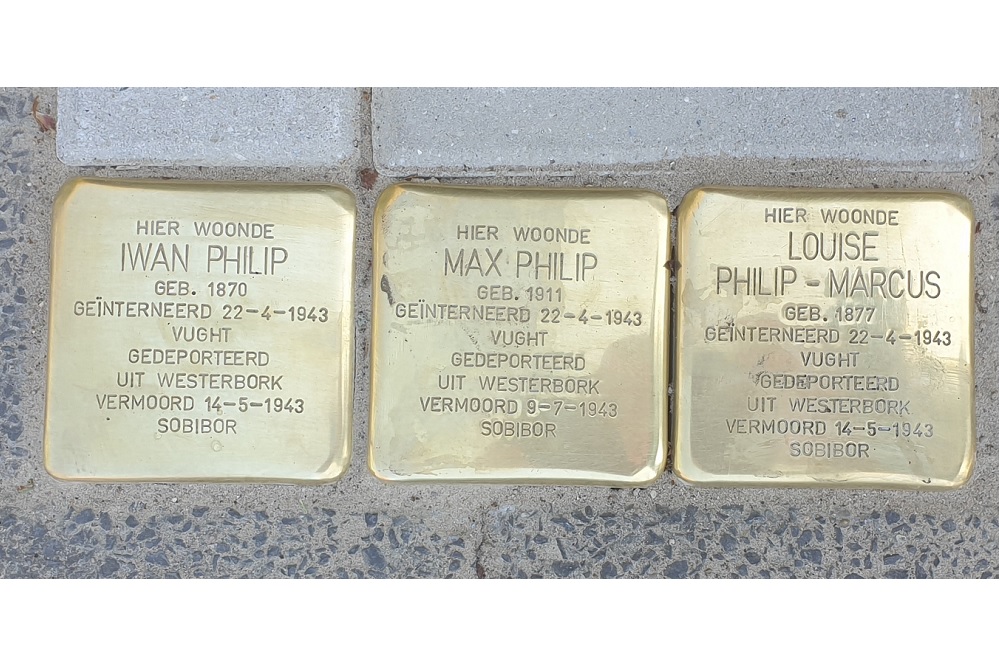 HIER WOONDE
IWAN PHILIP
GEB. 1870
GEÏNTERNEERD 22-4-1943
VUGHT
GEDEPORTEERD
UIT WESTERBORK
VERMOORD 14-5-1943
SOBIBOR
HIER WOONDE
MAX PHILIP
GEB. 1911
GEÏNTERNEERD 22-4-1943
VUGHT
GEDEPORTEERD
UIT WESTERBORK
VERMOORD 9-7-1943
SOBIBOR
HIER WOONDE
LOUISE
PHILIP - MARCUS
GEB. 1877
GEÏNTERNEERD 22-4-1943
VUGHT
GEDEPORTEERD
UIT WESTERBORK
VERMOORD 14-5-1943
SOBIBOR